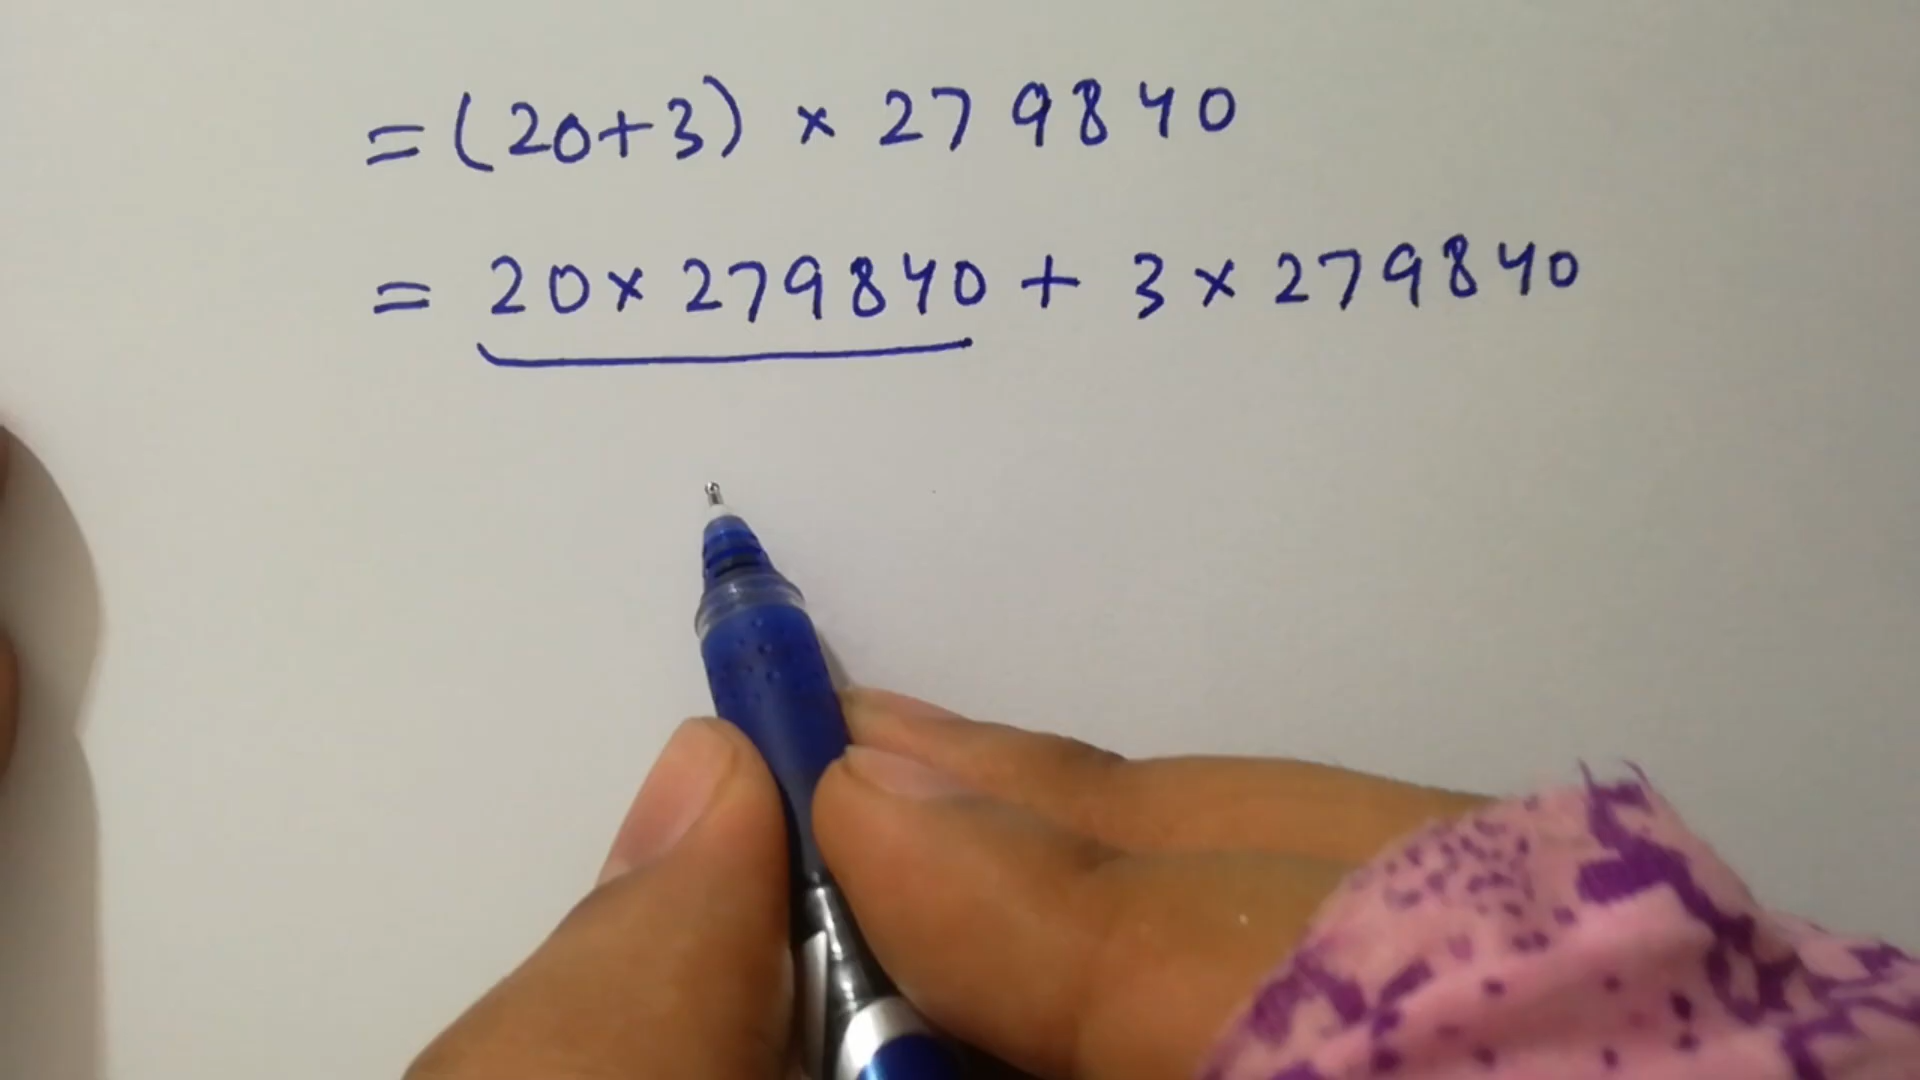 = (20+3) × 279840
= 20 × 279840 + 3 × 279840